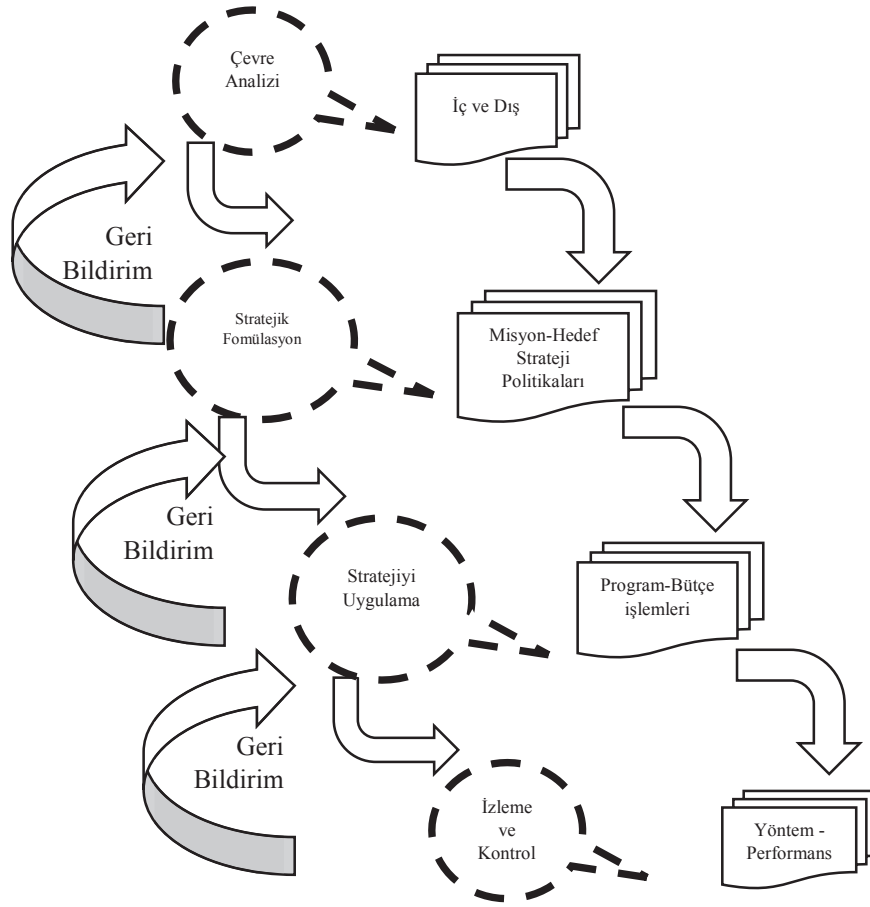 Çevre
Analizi
İç ve Dış
Geri
Bildirim
Stratejik
Fomülasyon
Misyon-Hedef
Strateji
Politikaları
Geri
Bildirim
Stratejiyi
Uygulama
Program-Bütçe
işlemleri
Geri
Bildirim
İzleme
ve
Kontrol
Yöntem -
Performans